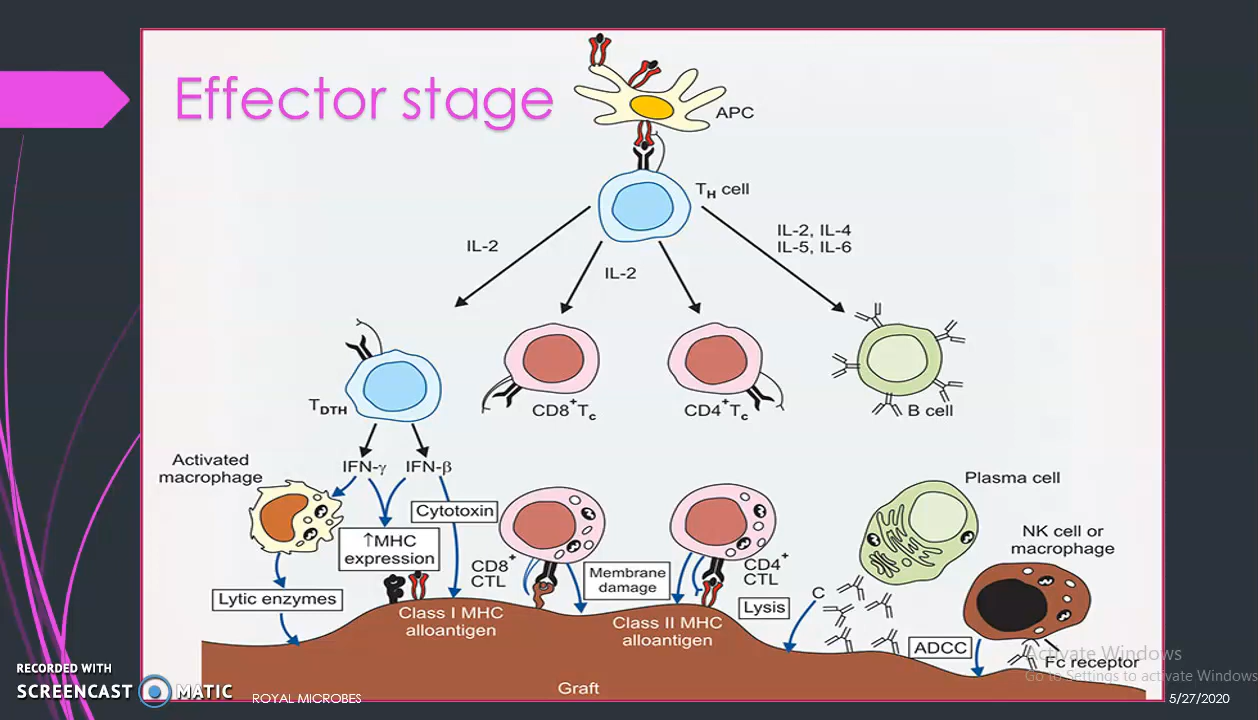 Effector stage
APC
TH cell
IL-2
IL-2
IL-2, IL-4
IL-5, IL-6
TDTH
CD8+Tc
CD4+Tc
B cell
Activated
macrophage
IFN-γ
IFN-β
Cytotoxin
↑MHC
expression
Lytic enzymes
CD8+
CTL
Membrane
damage
CD4+
CTL
Lysis
Plasma cell
NK cell or
macrophage
C
ADCC
Fc receptor
Class I MHC
alloantigen
Class II MHC
alloantigen
Graft
Activate Windows
Go to Settings to activate Windows
RECORDED WITH
SCREENCAST MATIC
ROYAL MICROBES
5/27/2020